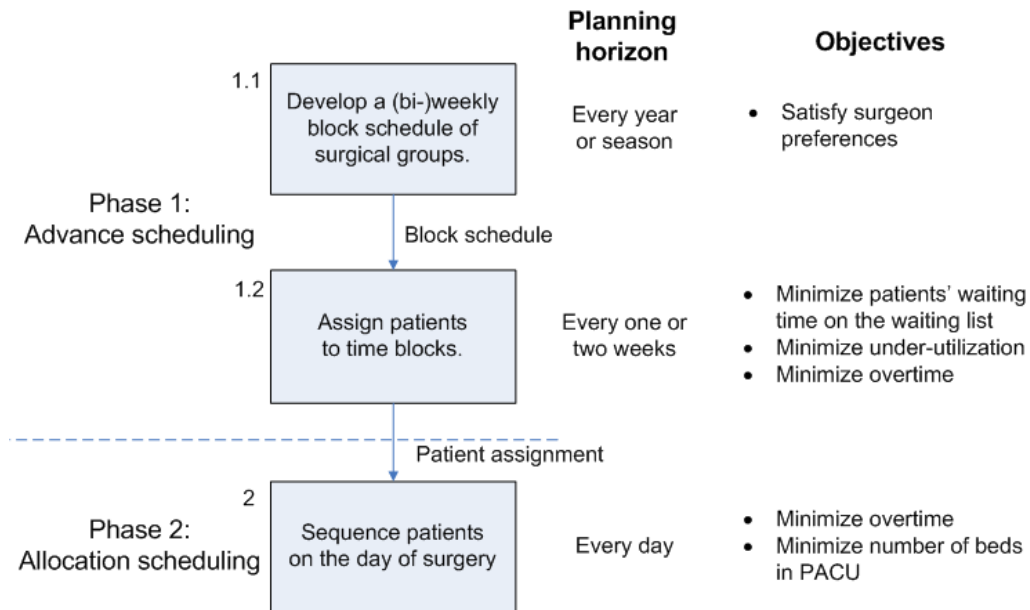 Planning
horizon
Objectives
1.1
Develop a (bi-)weekly
block schedule of
surgical groups.
Every year
or season
• Satisfy surgeon
preferences
Phase 1:
Advance scheduling
Block schedule
1.2
Assign patients
to time blocks.
Every one or
two weeks
• Minimize patients’ waiting
time on the waiting list
• Minimize under-utilization
• Minimize overtime
Patient assignment
Phase 2:
Allocation scheduling
2
Sequence patients
on the day of surgery
Every day
• Minimize overtime
• Minimize number of beds
in PACU